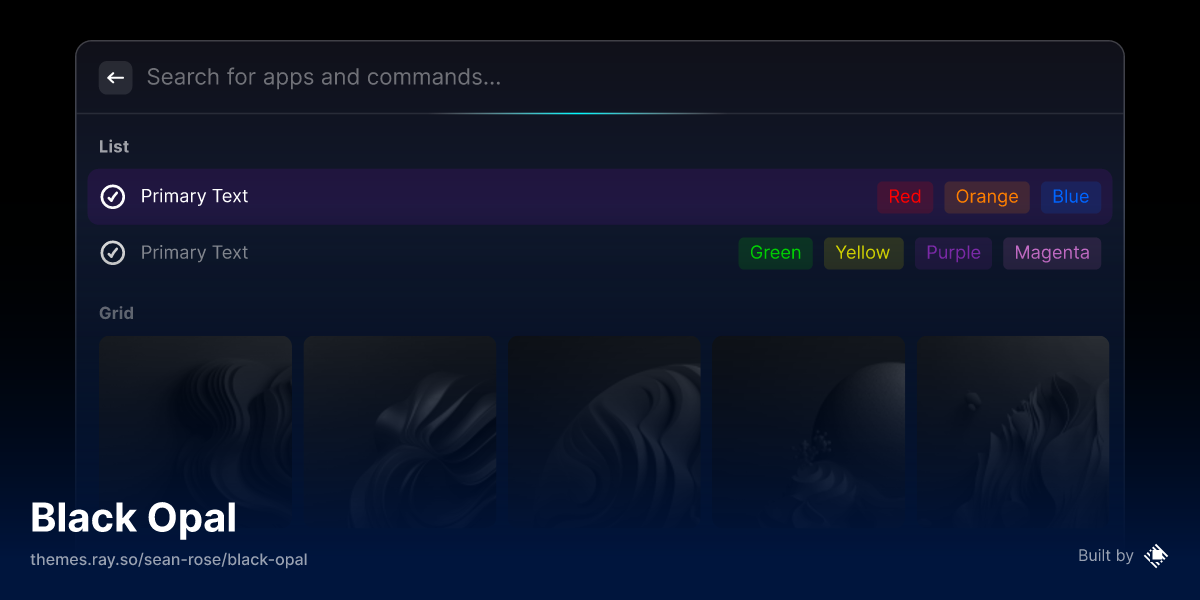 Search for apps and commands...
List
Primary Text Red Orange Blue
Primary Text Green Yellow Purple Magenta
Grid
Black Opal
themes.ray.so/sean-rose/black-opal
Built by